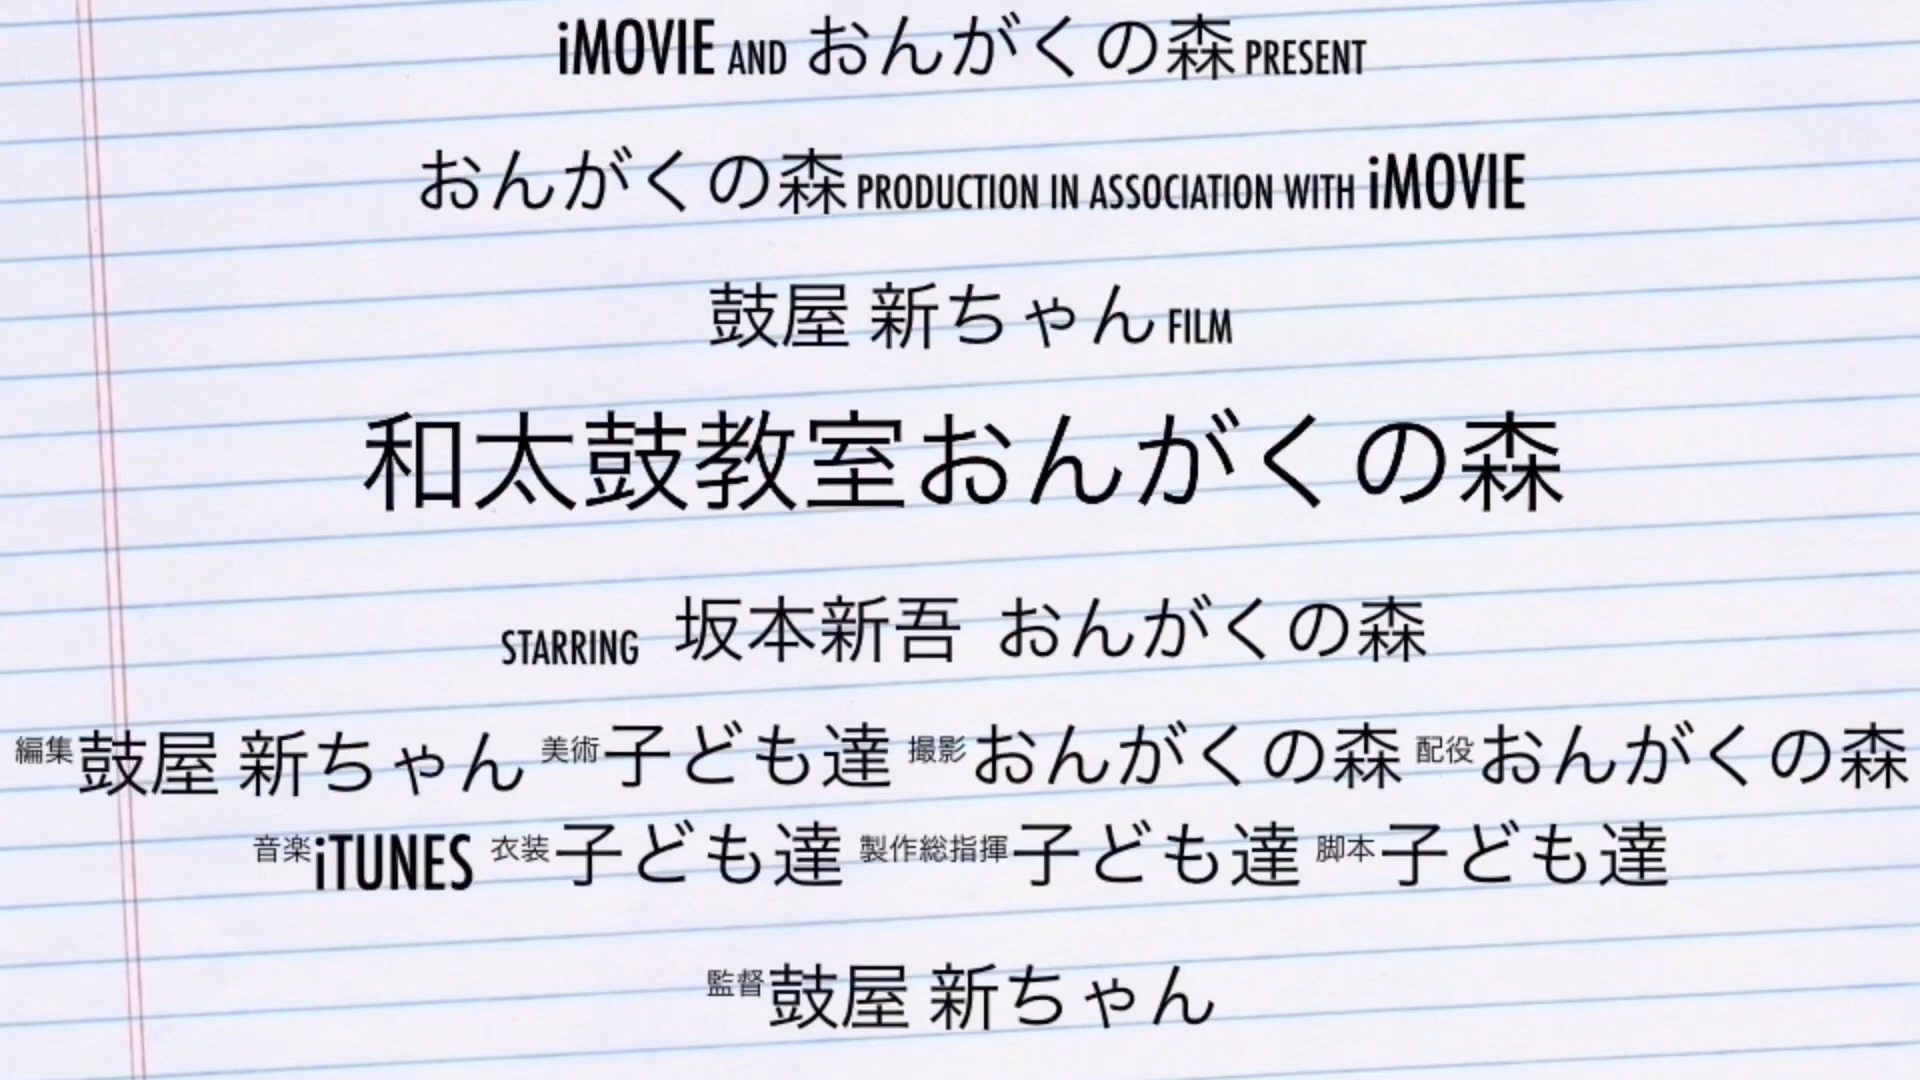 iMOVIE AND おんがくの森 PRESENT
おんがくの森 PRODUCTION IN ASSOCIATION WITH iMOVIE
鼓屋 新ちゃん FILM
和太鼓教室おんがくの森
STARRING 坂本新吾 おんがくの森
編集 鼓屋 新ちゃん 美術 子ども達 撮影 おんがくの森 配役 おんがくの森
音楽 iTUNES 衣装 子ども達 製作総指揮 子ども達 脚本 子ども達
監督 鼓屋 新ちゃん